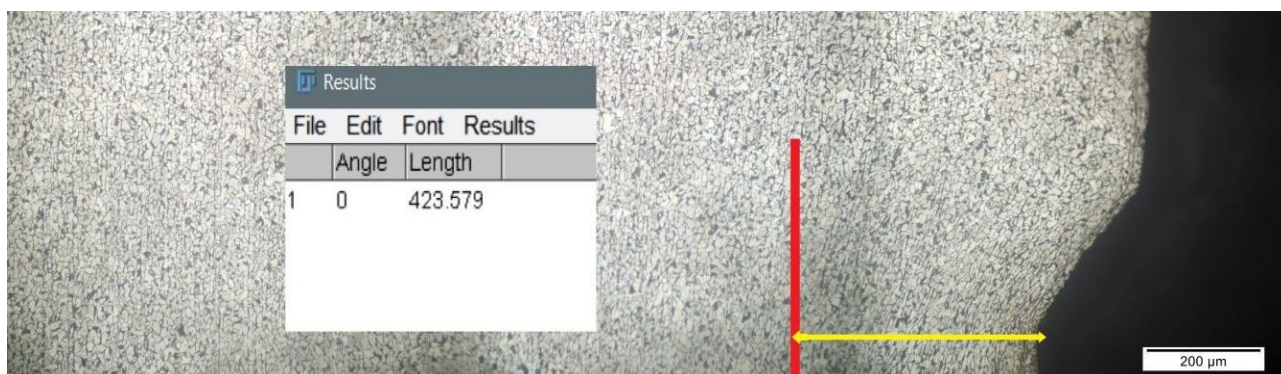 Results
File Edit Font Results
Angle Length
1 0 423.579
200 µm